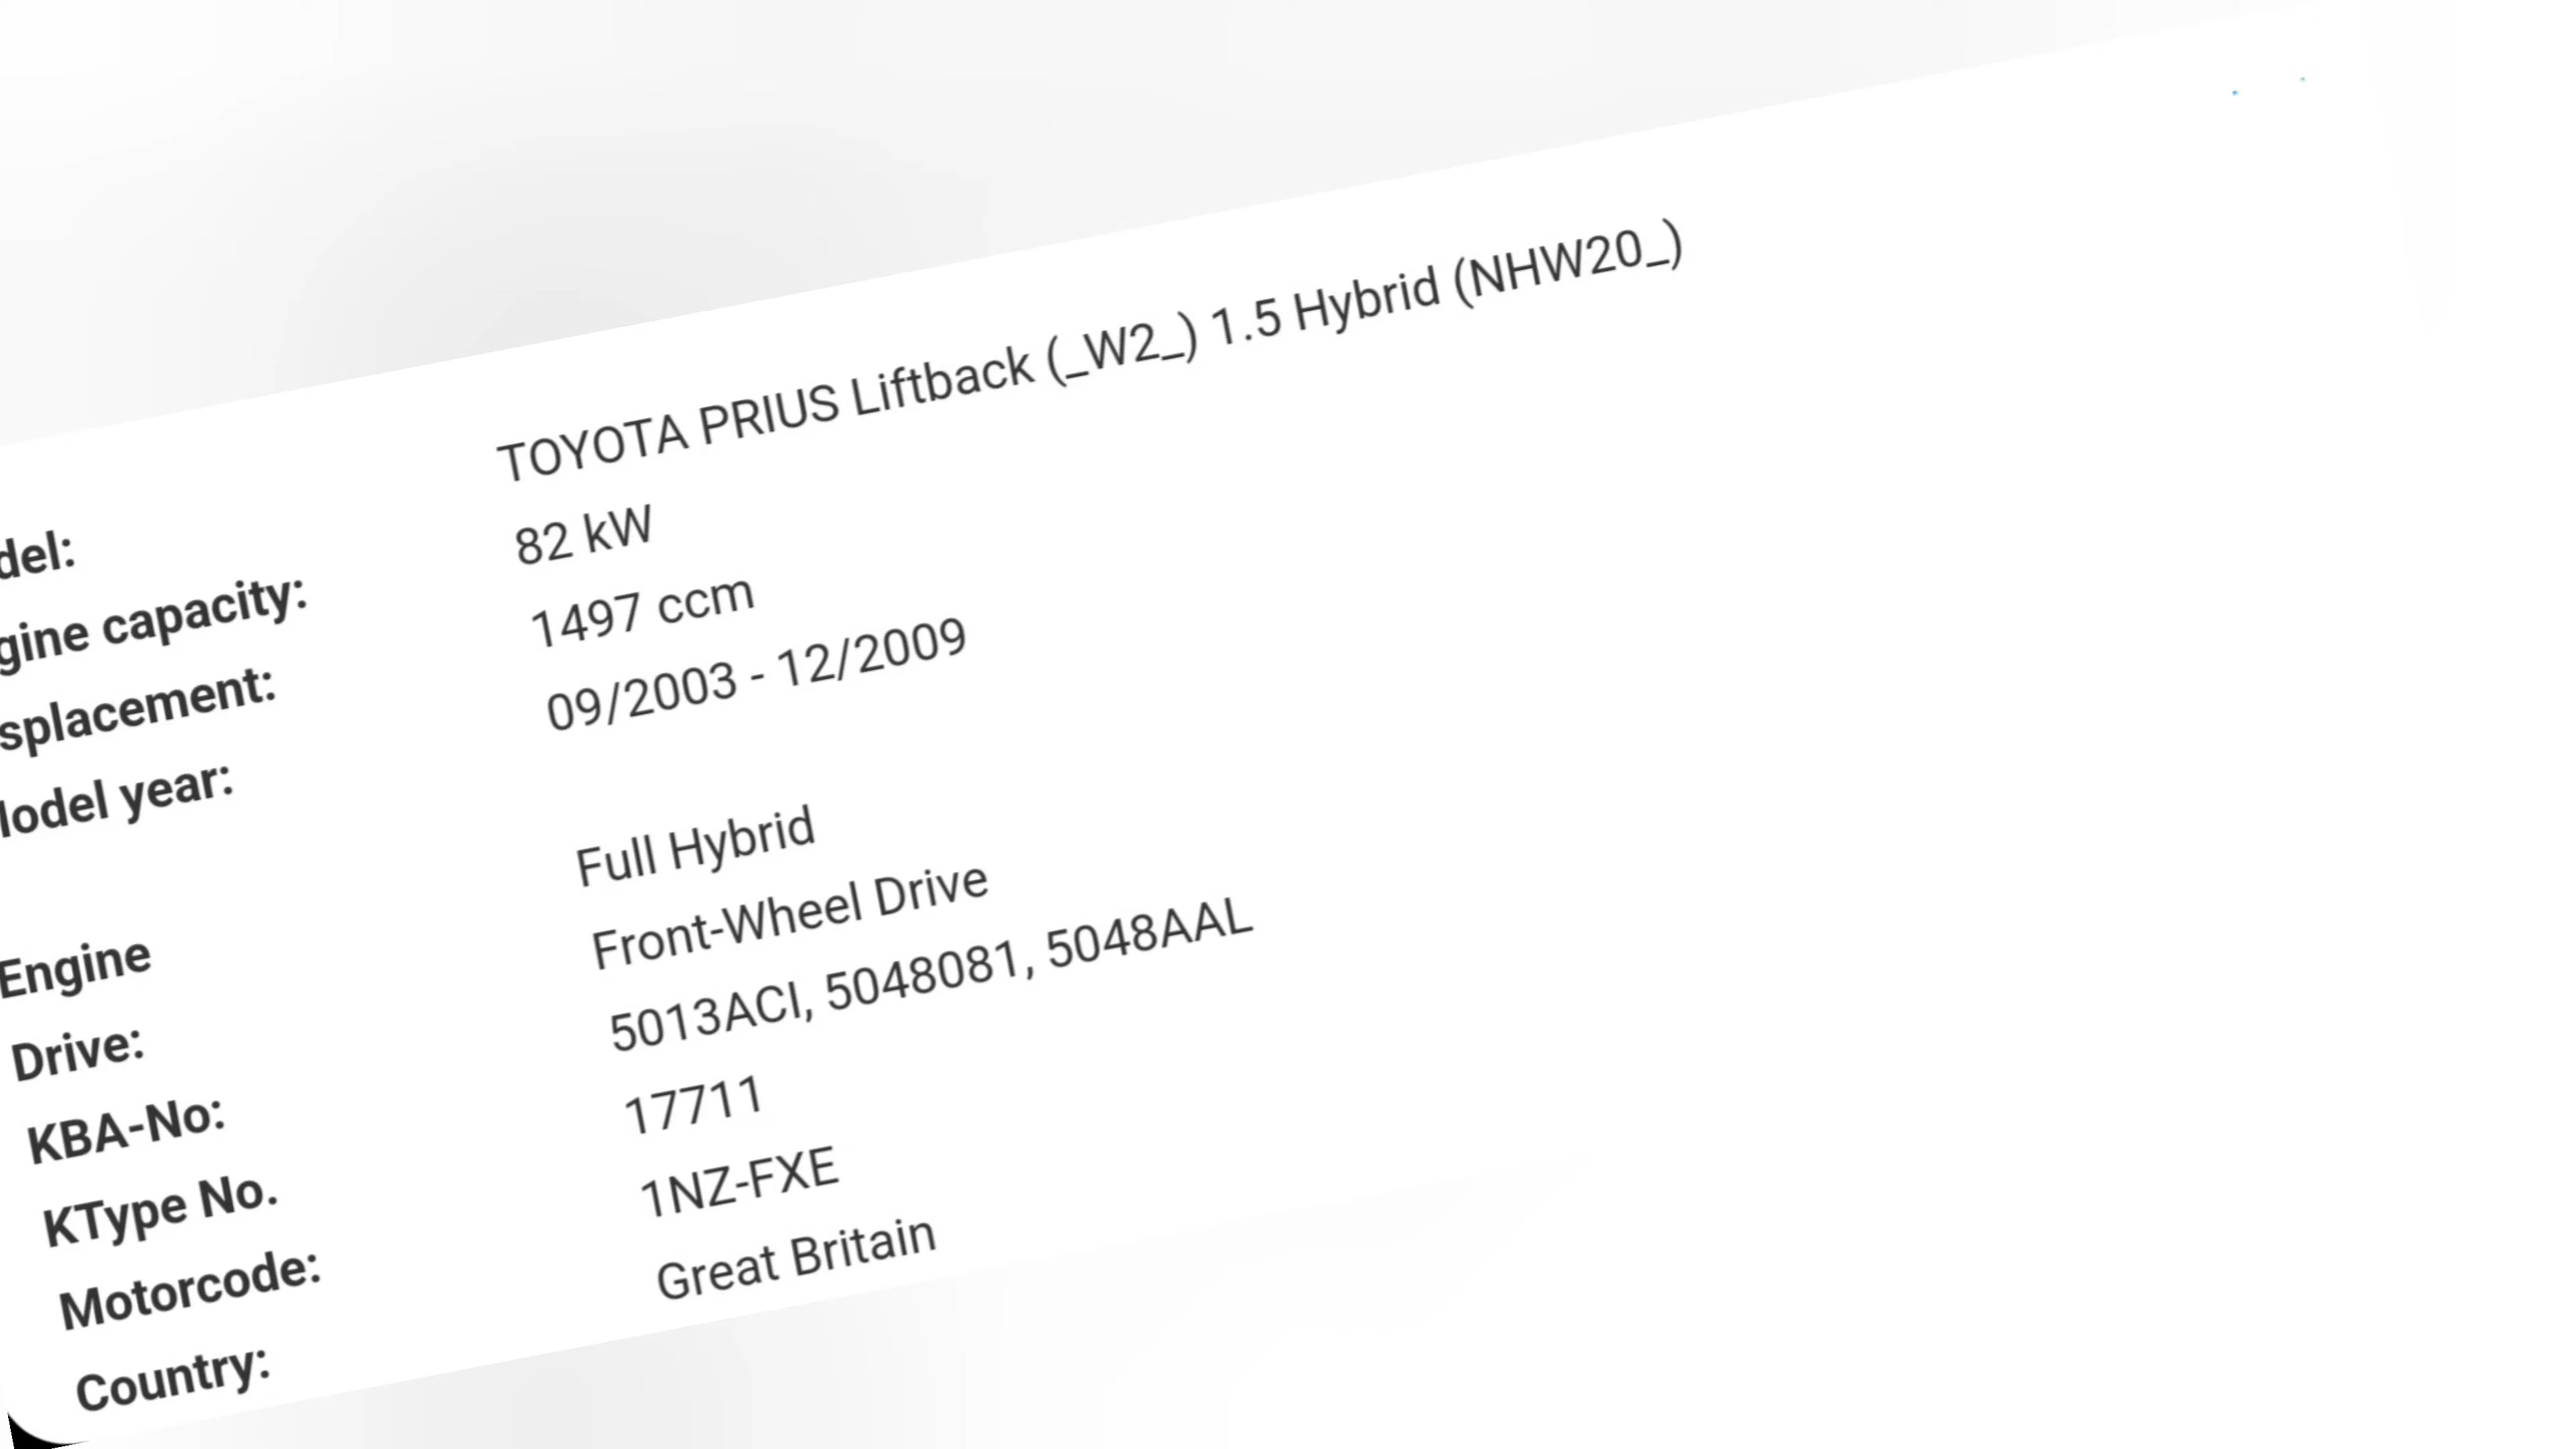 del: TOYOTA PRIUS Liftback (_W2_) 1.5 Hybrid (NHW20_)
gine capacity: 82 kW
splacement: 1497 ccm
lodel year: 09/2003 - 12/2009
Engine Full Hybrid
Drive: Front-Wheel Drive
KBA-No: 5013ACI, 5048081, 5048AAL
KType No. 17711
Motorcode: 1NZ-FXE
Country: Great Britain